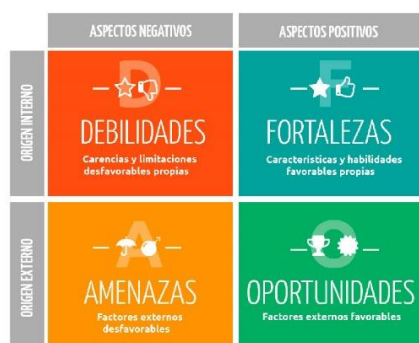 ASPECTOS NEGATIVOS
ASPECTOS POSITIVOS
ORIGEN INTERNO
D
DEBILIDADES
Carencias y limitaciones
desfavorables propias
F
FORTALEZAS
Características y habilidades
favorables propias
ORIGEN EXTERNO
A
AMENAZAS
Factores externos
desfavorables
O
OPORTUNIDADES
Factores externos favorables